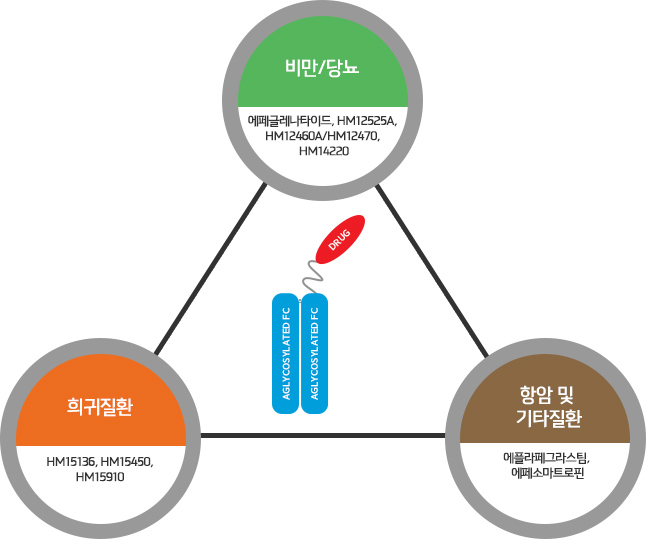 비만/당뇨
에페글레나타이드, HM12525A,
HM12460A/HM12470,
HM14220
DRUG
AGLYCOSYLATED FC
AGLYCOSYLATED FC
희귀질환
HM15136, HM15450,
HM15910
항암 및
기타질환
에플라페그라스팀,
에페소마트로핀